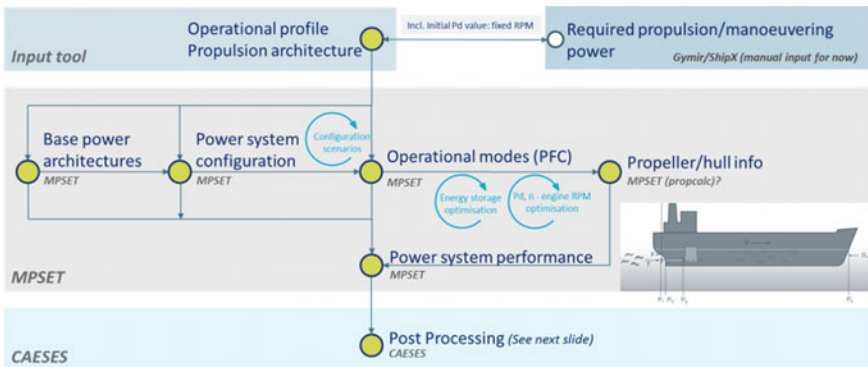 Operational profile
Propulsion architecture
Input tool
Incl. Initial Pd value: fixed RPM
Required propulsion/manoeuvering
power
Gymir/ShipX (manual input for now)
Base power
architectures
MPSET
Power system
configuration
MPSET
Configuration
scenarios
Operational modes (PFC)
MPSET
Propeller/hull info
MPSET (propcalc)?
Energy storage
optimisation
Pd, n - engine RPM
optimisation
Power system performance
MPSET
MPSET
Post Processing (See next slide)
CAESES
CAESES